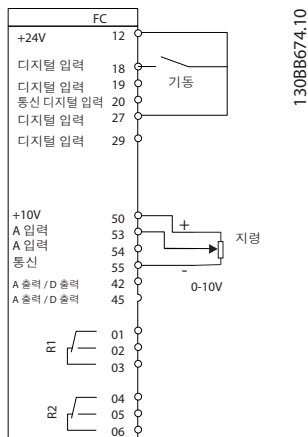 FC
+24V 12
디지털 입력 18
디지털 입력 19
통신 디지털 입력 20
디지털 입력 27
디지털 입력 29
기동
+10V 50
A 입력 53
A 입력 54
통신 55
A 출력 / D 출력 42
A 출력 / D 출력 45
+
-
지령
0-10V
R1
01
02
03
R2
04
05
06
130BB674.10